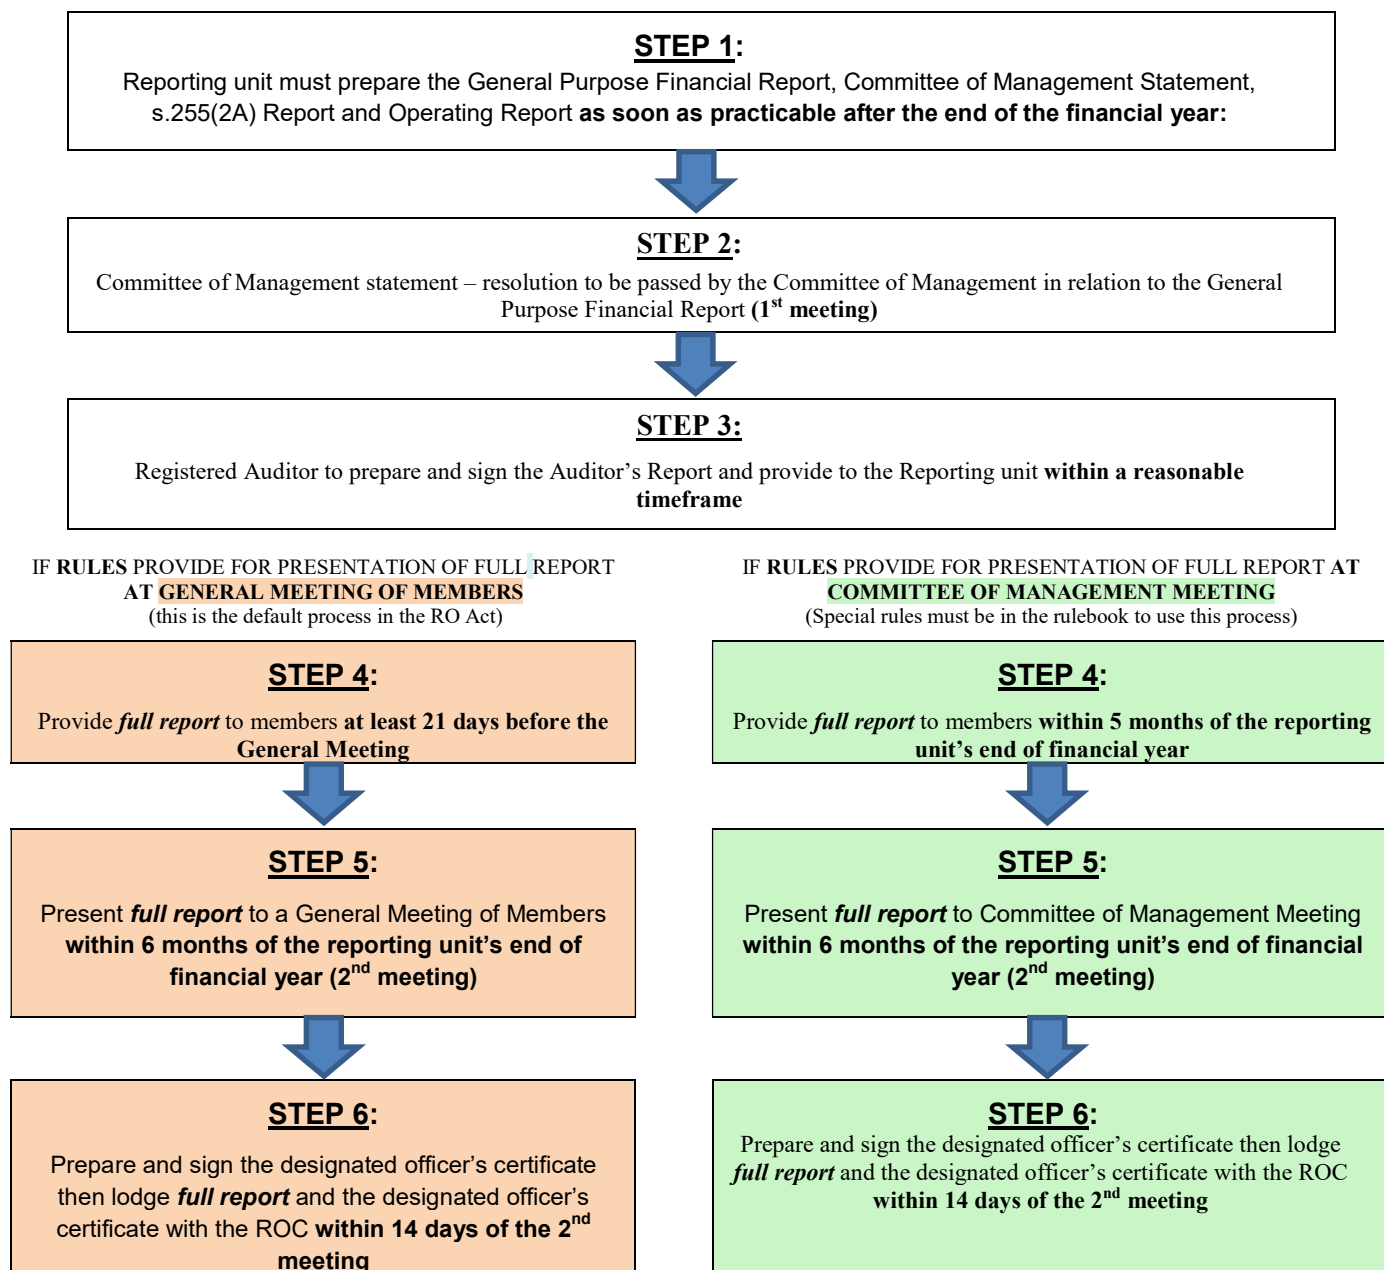 STEP 1:
Reporting unit must prepare the General Purpose Financial Report, Committee of Management Statement,
s.255(2A) Report and Operating Report as soon as practicable after the end of the financial year:
STEP 2:
Committee of Management statement – resolution to be passed by the Committee of Management in relation to the General
Purpose Financial Report (1st meeting)
STEP 3:
Registered Auditor to prepare and sign the Auditor’s Report and provide to the Reporting unit within a reasonable
timeframe
IF RULES PROVIDE FOR PRESENTATION OF FULL REPORT
AT GENERAL MEETING OF MEMBERS
(this is the default process in the RO Act)
STEP 4:
Provide full report to members at least 21 days before the
General Meeting
STEP 5:
Present full report to a General Meeting of Members
within 6 months of the reporting unit’s end of
financial year (2nd meeting)
STEP 6:
Prepare and sign the designated officer’s certificate
then lodge full report and the designated officer’s
certificate with the ROC within 14 days of the 2nd
meeting
IF RULES PROVIDE FOR PRESENTATION OF FULL REPORT AT
COMMITTEE OF MANAGEMENT MEETING
(Special rules must be in the rulebook to use this process)
STEP 4:
Provide full report to members within 5 months of the reporting
unit’s end of financial year
STEP 5:
Present full report to Committee of Management Meeting
within 6 months of the reporting unit’s end of financial
year (2nd meeting)
STEP 6:
Prepare and sign the designated officer’s certificate then lodge
full report and the designated officer’s certificate with the ROC
within 14 days of the 2nd meeting